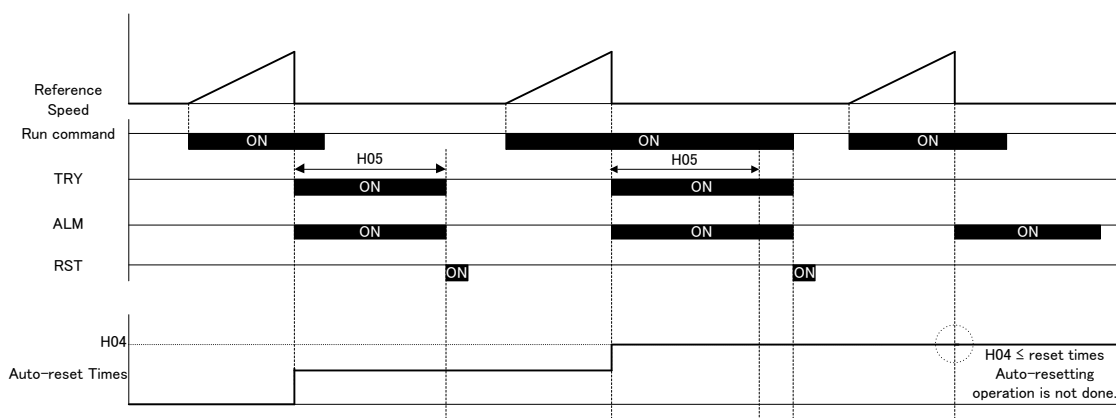 Reference
Speed
Run command
ON
ON
ON
H05
H05
TRY
ON
ON
ALM
ON
ON
ON
RST
ON
ON
H04
Auto-reset Times
H04 ≤ reset times
Auto-resetting
operation is not done.